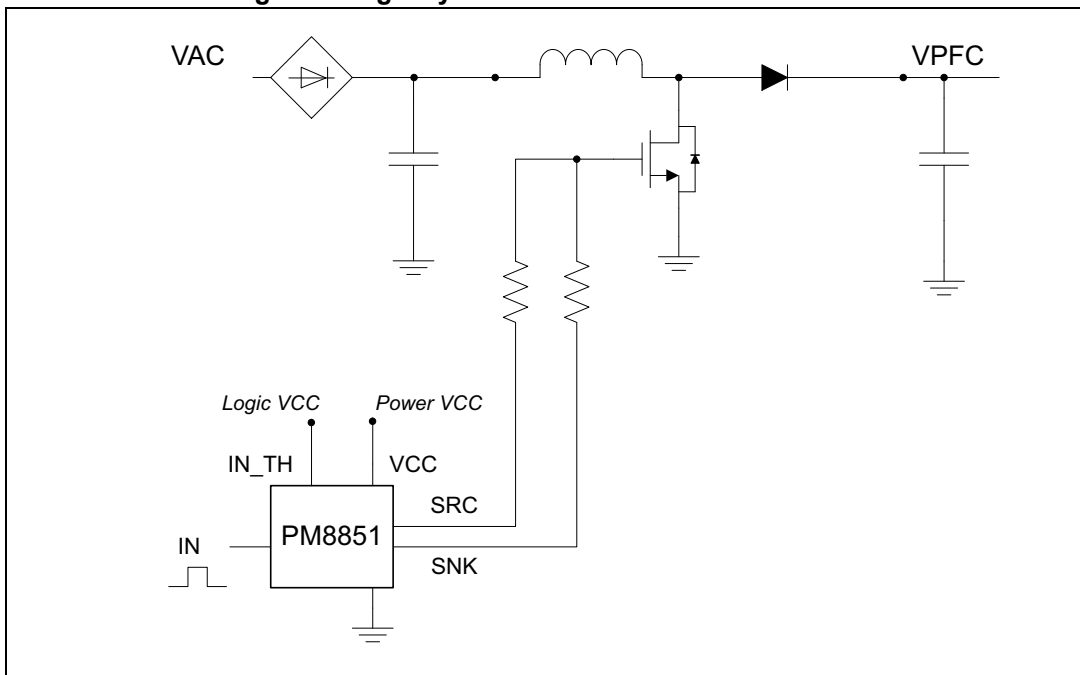 VAC
VPFC
Logic VCC
Power VCC
IN_TH
VCC
SRC
PM8851
IN
SNK